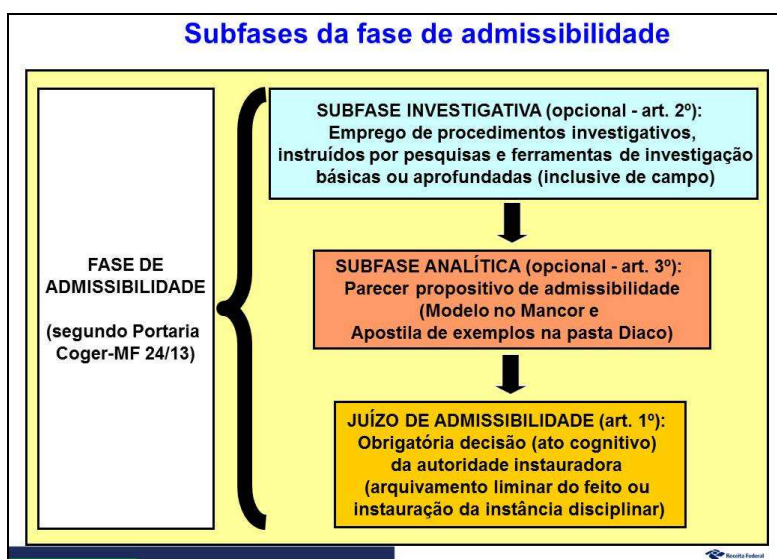 Subfases da fase de admissibilidade
FASE DE
ADMISSIBILIDADE
(segundo Portaria
Coger-MF 24/13)
SUBFASE INVESTIGATIVA (opcional - art. 2º):
Emprego de procedimentos investigativos,
instruídos por pesquisas e ferramentas de investigação
básicas ou aprofundadas (inclusive de campo)
SUBFASE ANALÍTICA (opcional - art. 3º):
Parecer propositivo de admissibilidade
(Modelo no Mancor e
Apostila de exemplos na pasta Diaco)
JUÍZO DE ADMISSIBILIDADE (art. 1º):
Obrigatória decisão (ato cognitivo)
da autoridade instauradora
(arquivamento liminar do feito ou
instauração da instância disciplinar)
Receita Federal